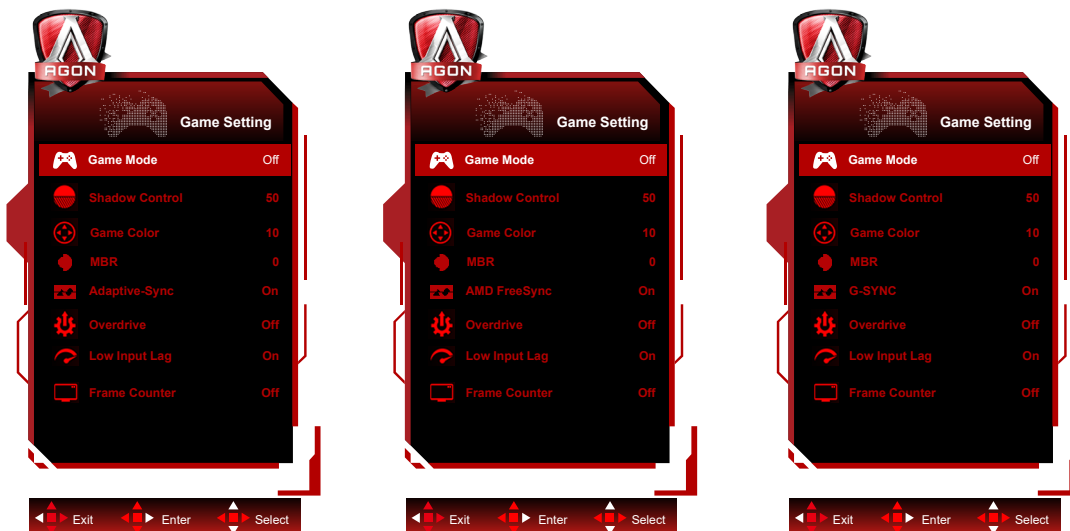 AGON
Game Setting
Game Mode Off
Shadow Control 50
Game Color 10
MBR 0
Adaptive-Sync On
Overdrive Off
Low Input Lag On
Frame Counter Off
Exit Enter Select
AGON
Game Setting
Game Mode Off
Shadow Control 50
Game Color 10
MBR 0
AMD FreeSync On
Overdrive Off
Low Input Lag On
Frame Counter Off
Exit Enter Select
AGON
Game Setting
Game Mode Off
Shadow Control 50
Game Color 10
MBR 0
G-SYNC On
Overdrive Off
Low Input Lag On
Frame Counter Off
Exit Enter Select